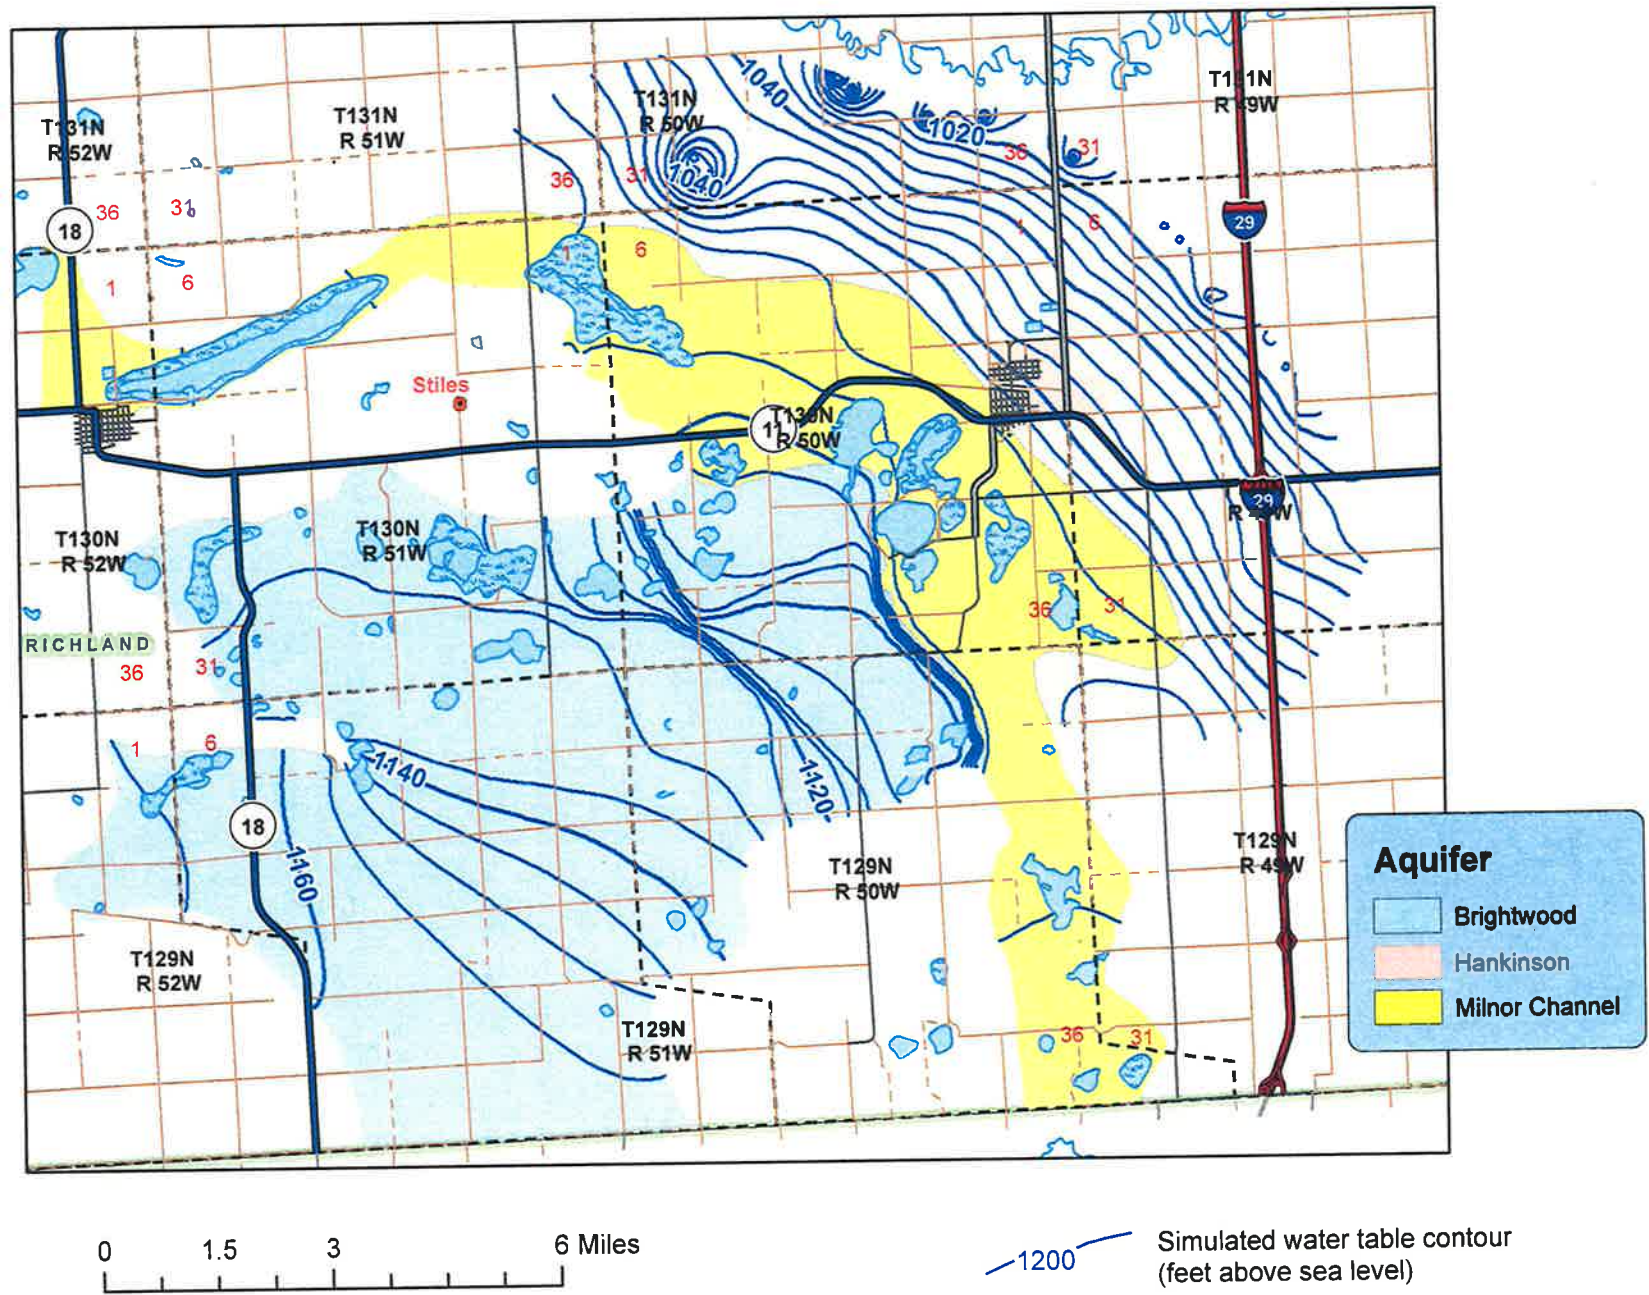 T131N
R 52W
T131N
R 51W
T131N
R 50W
R 49W
1040
1020
1040
36
31
36
31
36
31
18
29
1
6
1
6
1
6
Stiles
11
T130N
R 50W
29
T130N
R 52W
T130N
R 51W
RICHLAND
36
31
36
31
1
6
1140
1120
18
1160
T129N
R 50W
T129N
R 49W
T129N
R 52W
T129N
R 51W
36
31
Aquifer
Brightwood
Hankinson
Milnor Channel
0 1.5 3 6 Miles
1200
Simulated water table contour
(feet above sea level)